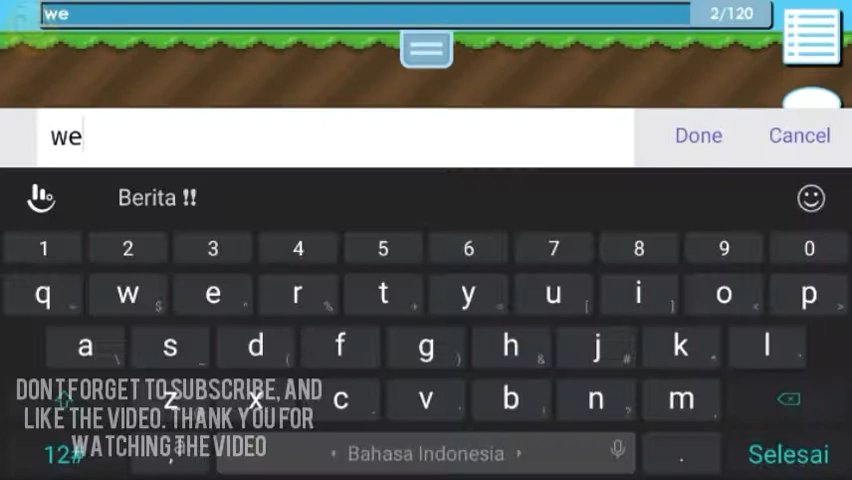 we 2/120
we Done Cancel
Berita !!
1 2 3 4 5 6 7 8 9 0
q w e r t y u i o p
a s d f g h j k l
z x c v b n m
DONT FORGET TO SUBSCRIBE, AND
LIKE THE VIDEO. THANK YOU FOR
WATCHING THE VIDEO
12# , Bahasa Indonesia . Selesai